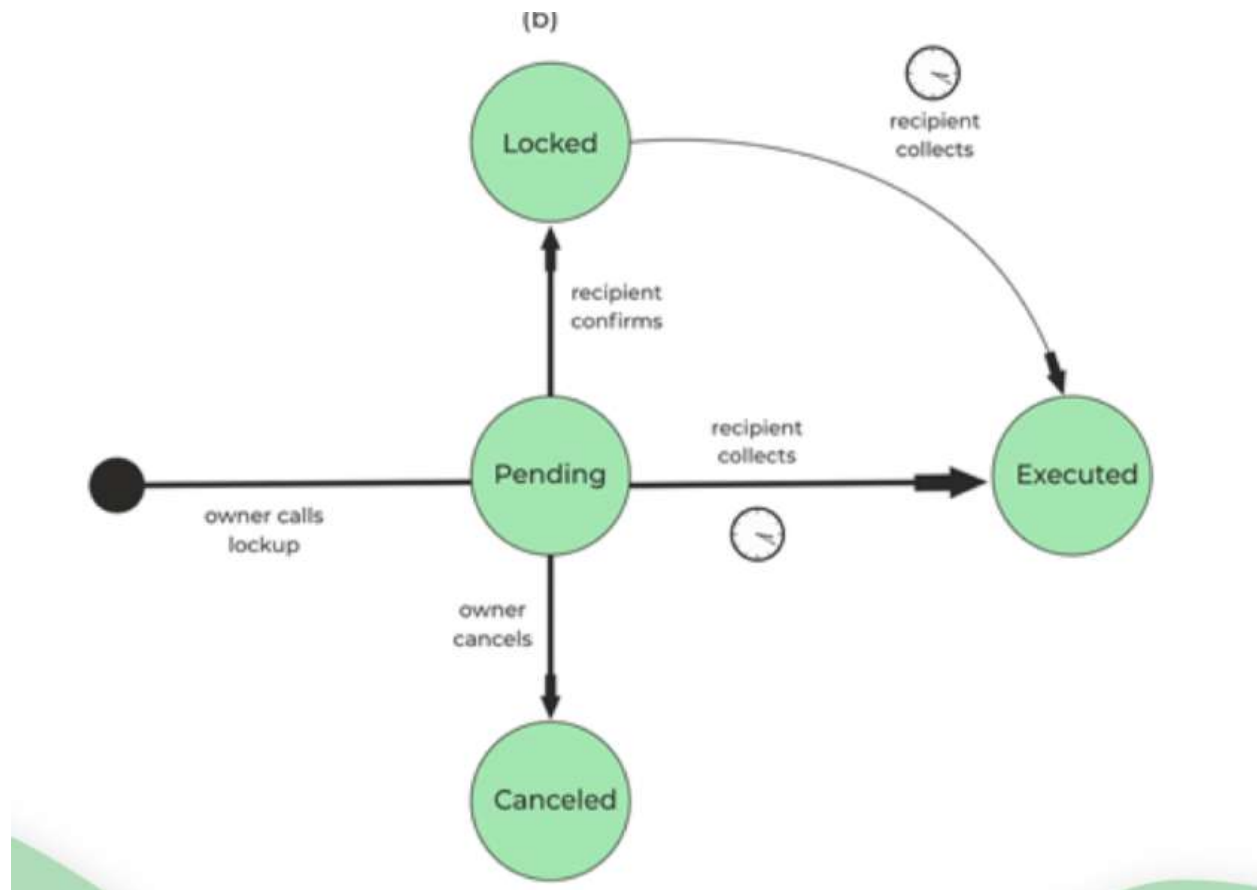 (b)
Locked
recipient
collects
recipient
confirms
Pending
recipient
collects
Executed
owner calls
lockup
owner
cancels
Canceled